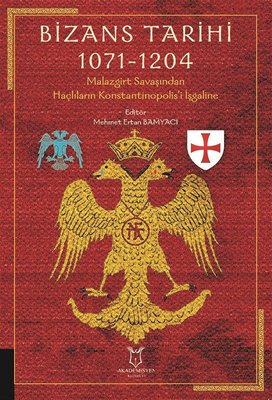 BİZANS TARİHİ
1071-1204
Malazgirt Savaşından
Haçlıların Konstantinopolis'i İşgaline
Editör
Mehmet Ertan BAMYACI
AKADEMİSYEN